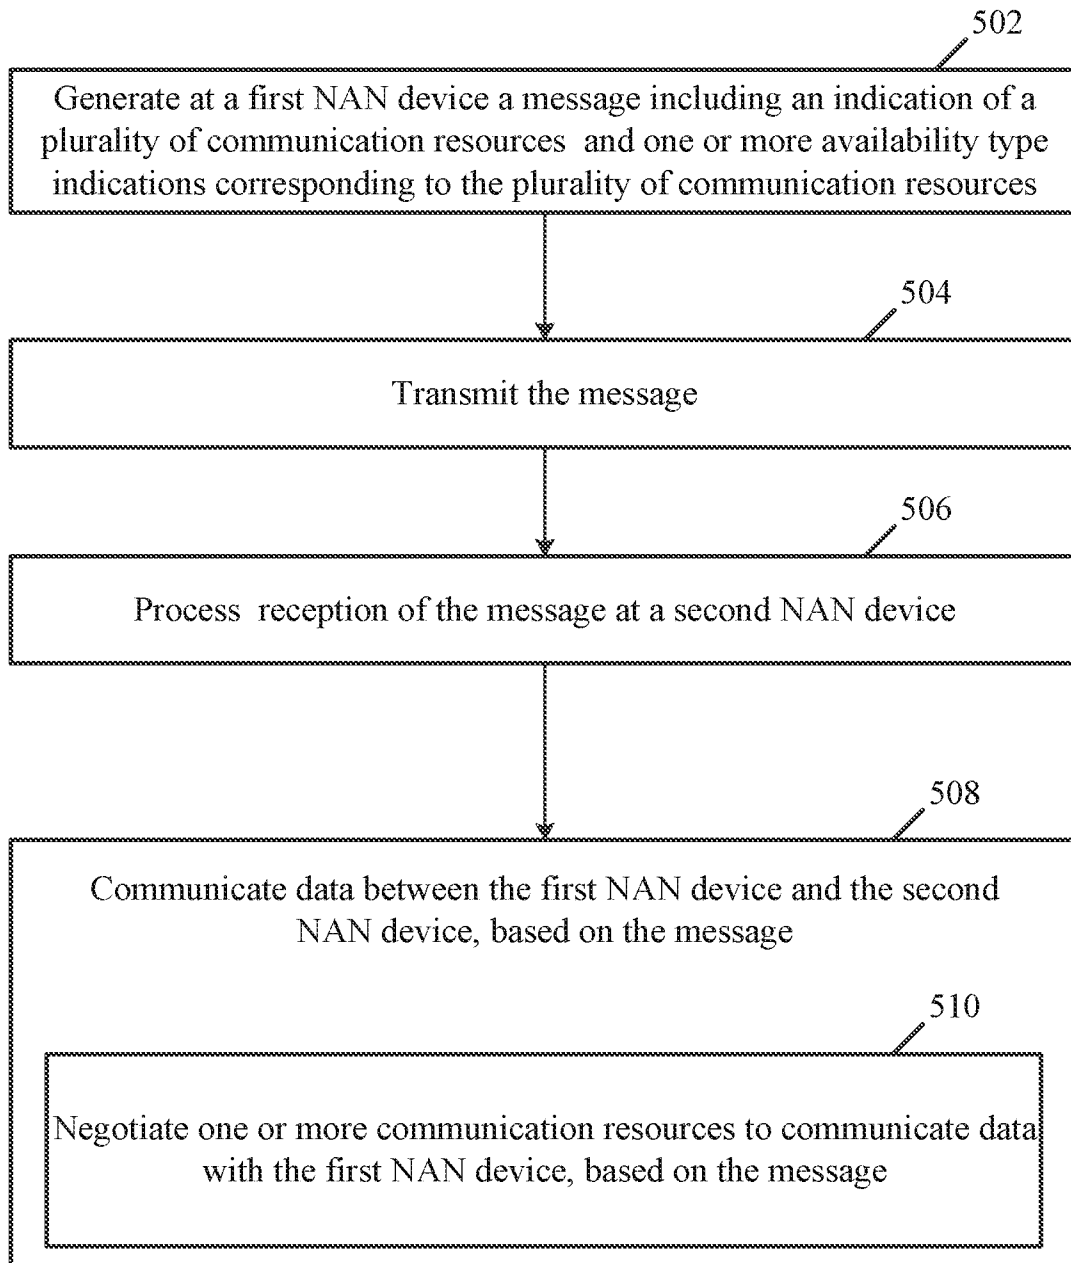 502
Generate at a first NAN device a message including an indication of a
plurality of communication resources and one or more availability type
indications corresponding to the plurality of communication resources
504
Transmit the message
506
Process reception of the message at a second NAN device
508
Communicate data between the first NAN device and the second
NAN device, based on the message
510
Negotiate one or more communication resources to communicate data
with the first NAN device, based on the message